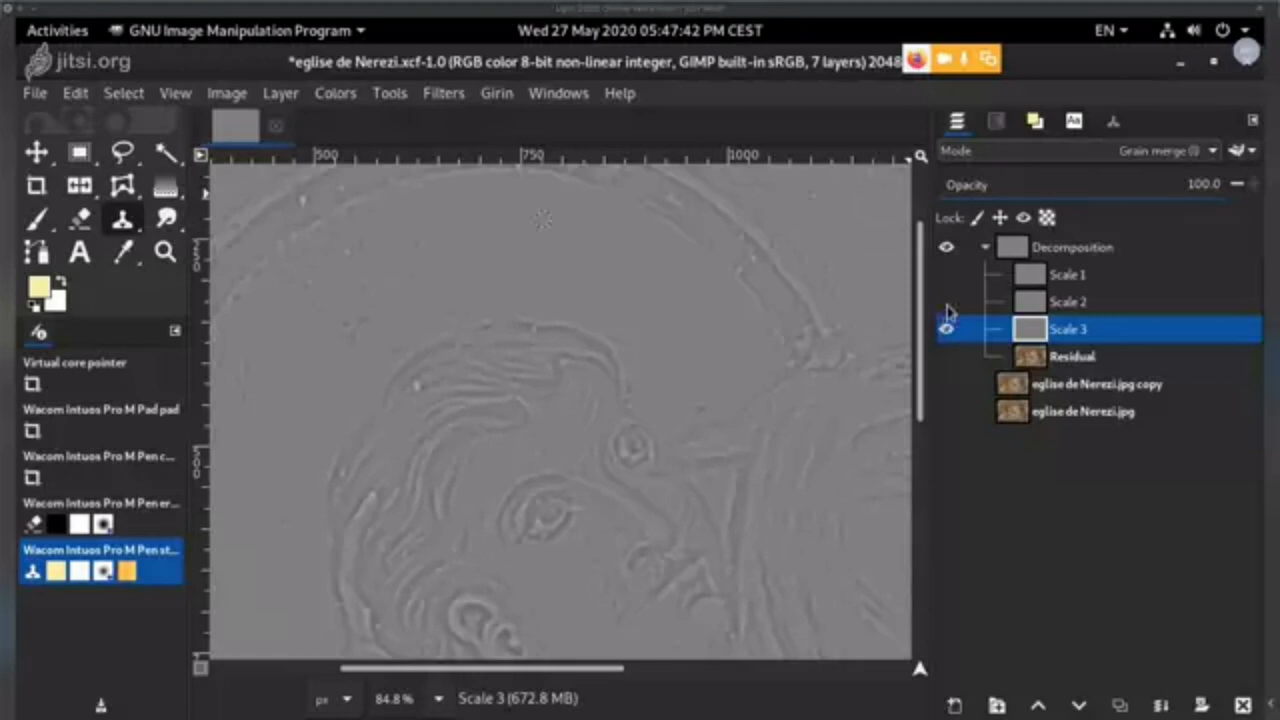 Activities GNU Image Manipulation Program Wed 27 May 2020 05:47:42 PM CEST EN
jitsi.org *eglise de Nerezi.xcf-1.0 (RGB color 8-bit non-linear integer, GIMP built-in sRGB, 7 layers) 2048
File Edit Select View Image Layer Colors Tools Filters Girin Windows Help
500 750 1000
Mode Grain merge (l)
Opacity 100.0
Lock:
Decomposition
Scale 1
Scale 2
Scale 3
Residual
eglise de Nerezi.jpg copy
eglise de Nerezi.jpg
Virtual core pointer
Wacom Intuos Pro M Pad pad
Wacom Intuos Pro M Pen c...
Wacom Intuos Pro M Pen er...
Wacom Intuos Pro M Pen st...
250
500
px 84.8% Scale 3 (672.8 MB)